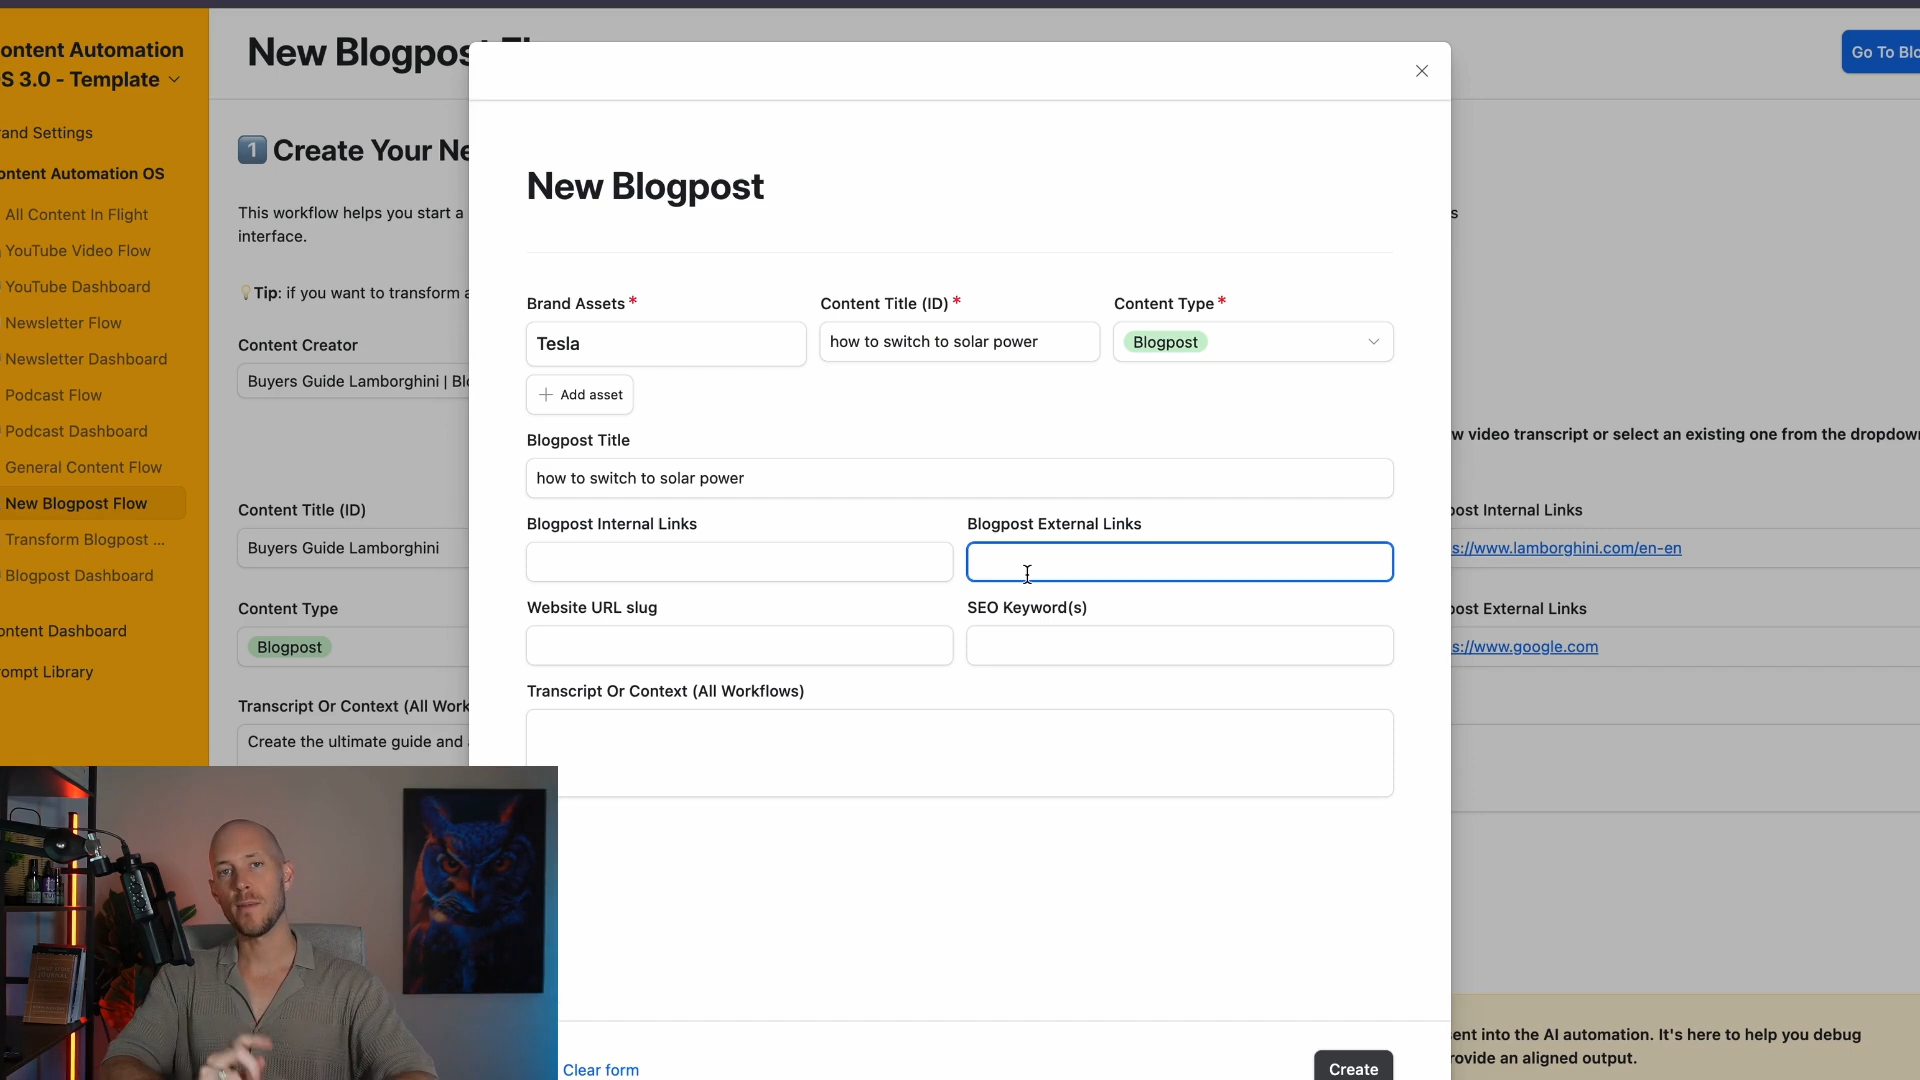 ontent Automation
S 3.0 - Template
and Settings
ontent Automation OS
All Content In Flight
YouTube Video Flow
YouTube Dashboard
Newsletter Flow
Newsletter Dashboard
Podcast Flow
Podcast Dashboard
General Content Flow
New Blogpost Flow
Transform Blogpost ...
Blogpost Dashboard
ontent Dashboard
ompt Library
New Blogpos
Go To Blo
1 Create Your Ne
This workflow helps you start a
interface.
Tip: if you want to transform a
Content Creator
Buyers Guide Lamborghini | Blo
Content Title (ID)
Buyers Guide Lamborghini
Content Type
Blogpost
Transcript Or Context (All Work
Create the ultimate guide and
New Blogpost
Brand Assets *
Content Title (ID) *
Content Type *
Tesla
how to switch to solar power
Blogpost
Add asset
Blogpost Title
how to switch to solar power
Blogpost Internal Links
Blogpost External Links
Website URL slug
SEO Keyword(s)
Transcript Or Context (All Workflows)
Clear form
Create
s
w video transcript or select an existing one from the dropdow
ost Internal Links
s://www.lamborghini.com/en-en
ost External Links
s://www.google.com
ent into the AI automation. It's here to help you debug
rovide an aligned output.